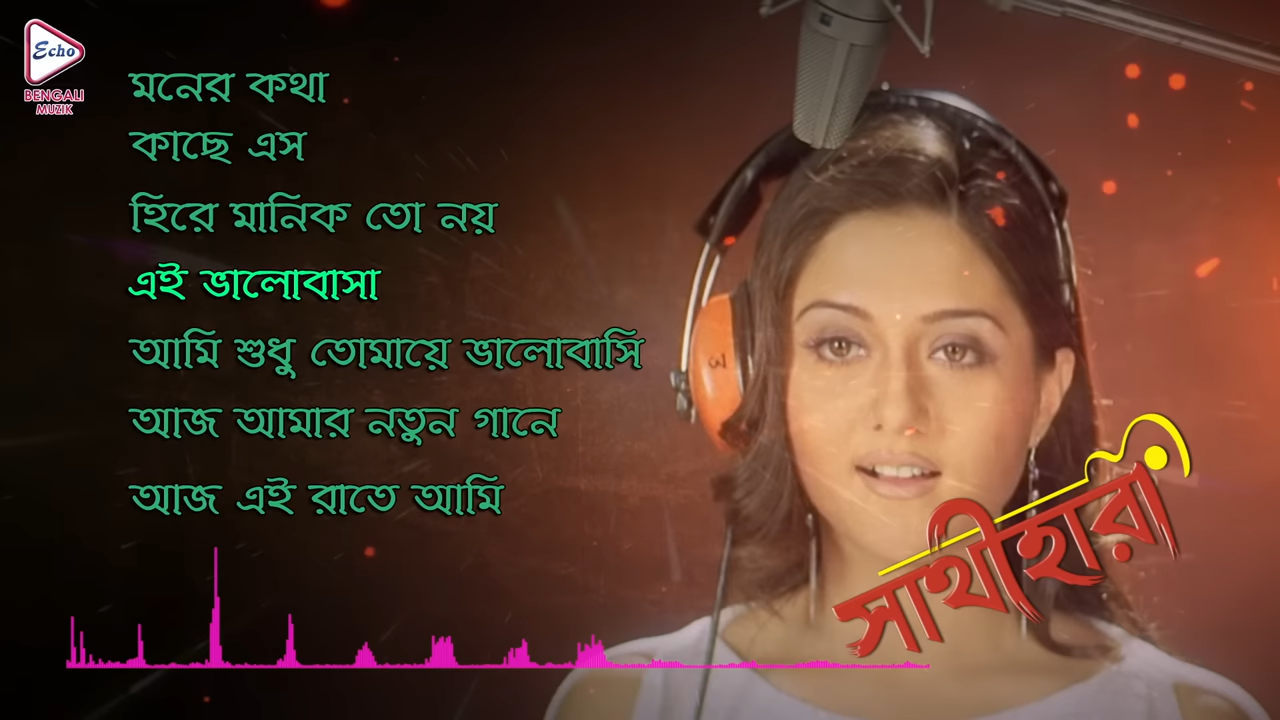 Echo
BENGALI
MUZIK
মনের কথা
কাছে এস
হিরে মানিক তো নয়
এই ভালোবাসা
আমি শুধু তোমায়ে ভালোবাসি
আজ আমার নতুন গানে
আজ এই রাতে আমি
সাথীহারা